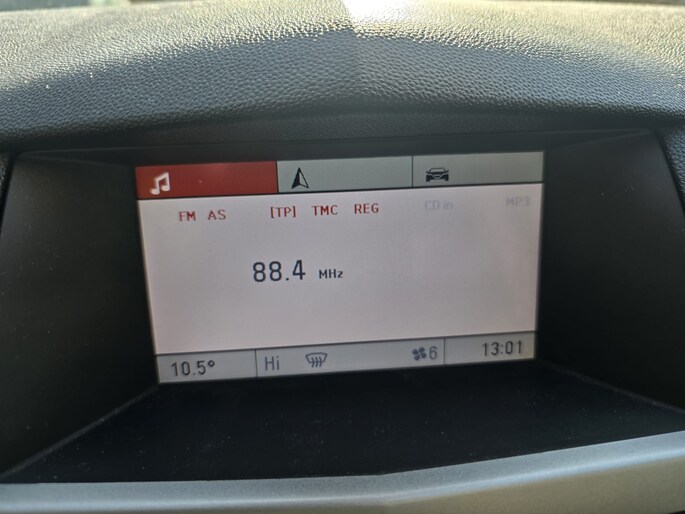 FM AS [TP] TMC REG CD in MP3
88.4 MHz
10.5° Hi 6 13:01